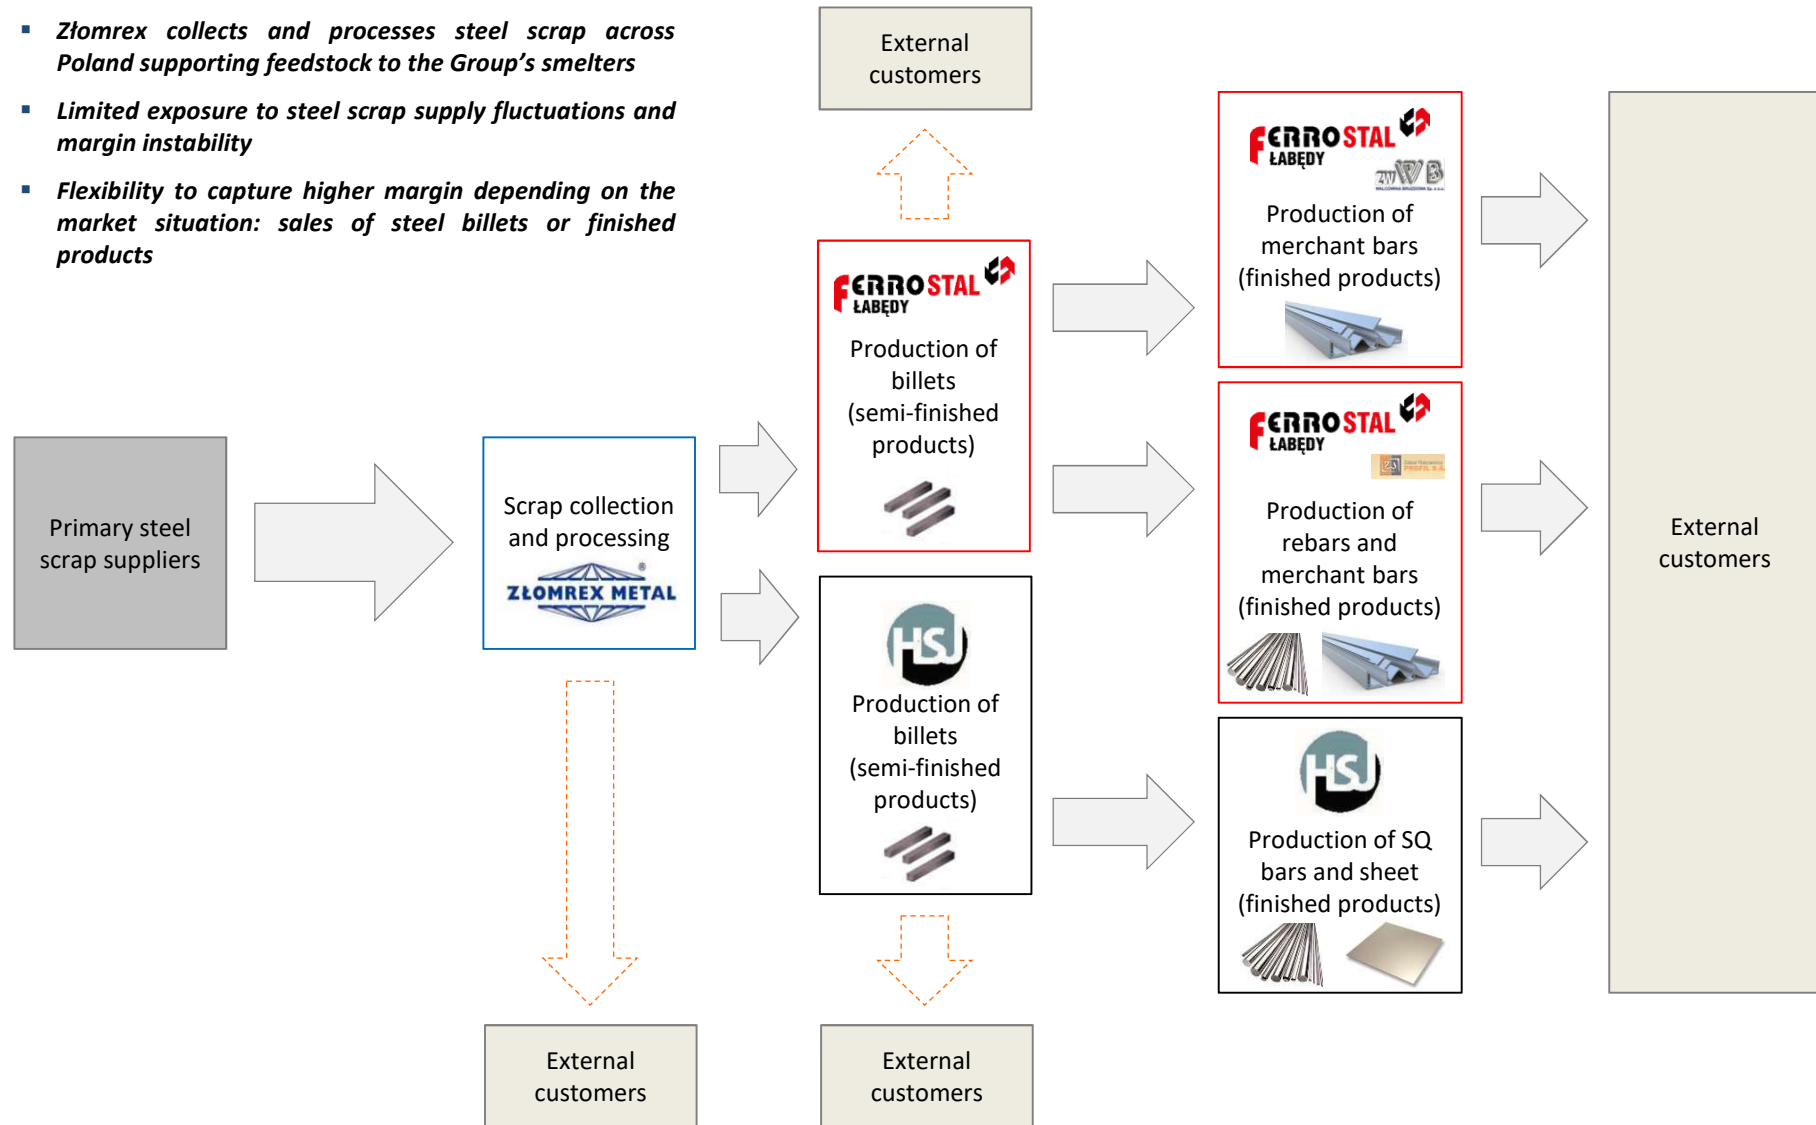 ▪ Złomrex collects and processes steel scrap across
Poland supporting feedstock to the Group's smelters
▪ Limited exposure to steel scrap supply fluctuations and
margin instability
▪ Flexibility to capture higher margin depending on the
market situation: sales of steel billets or finished
products
External
customers
Primary steel
scrap suppliers
Scrap collection
and processing
ZŁOMREX METAL
®
FERROSTAL
ŁABĘDY
Production of
billets
(semi-finished
products)
HSJ
Production of
billets
(semi-finished
products)
FERROSTAL
ŁABĘDY
ZWWB
WALCOWNIA BRUZDOWA Sp. z o.o.
Production of
merchant bars
(finished products)
FERROSTAL
ŁABĘDY
PROFIL S.A.
Production of
rebars and
merchant bars
(finished products)
HSJ
Production of SQ
bars and sheet
(finished products)
External
customers
External
customers
External
customers